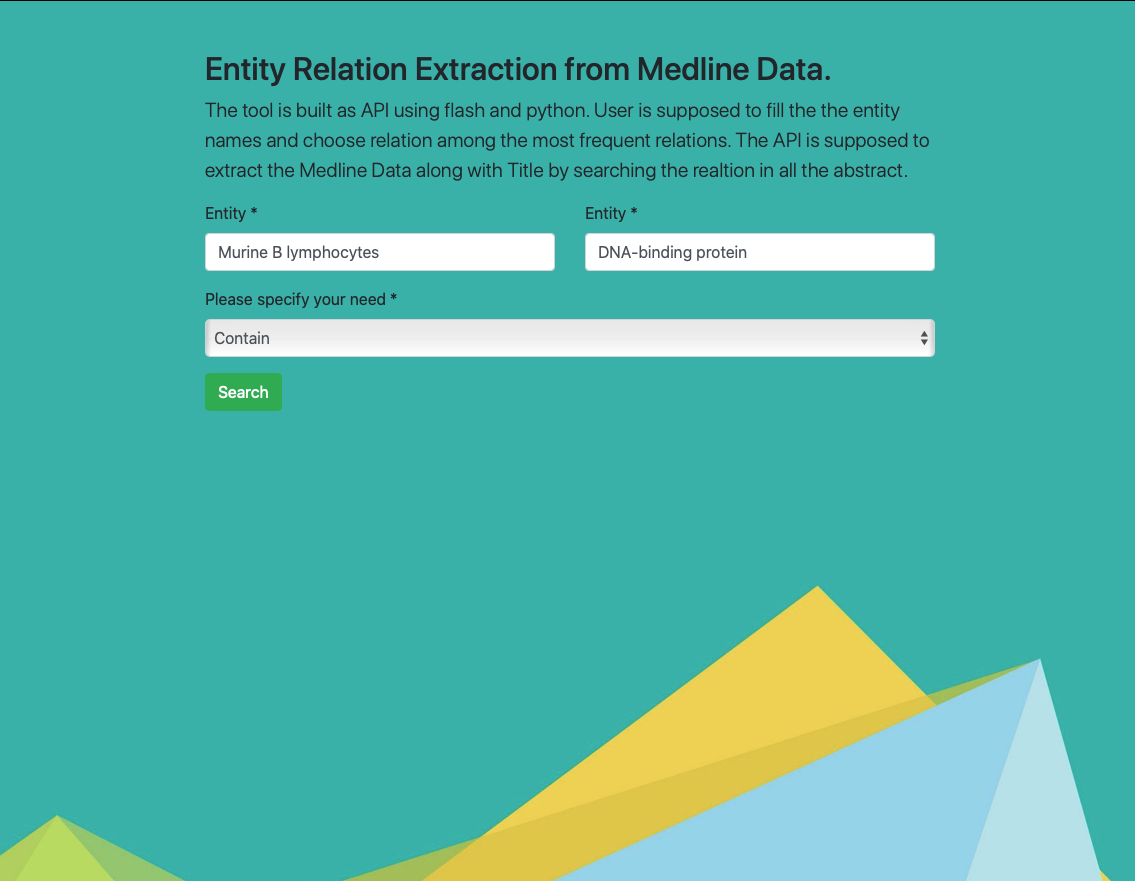 Entity Relation Extraction from Medline Data.
The tool is built as API using flash and python. User is supposed to fill the the entity
names and choose relation among the most frequent relations. The API is supposed to
extract the Medline Data along with Title by searching the realtion in all the abstract.
Entity * Entity *
Murine B lymphocytes DNA-binding protein
Please specify your need *
Contain
Search